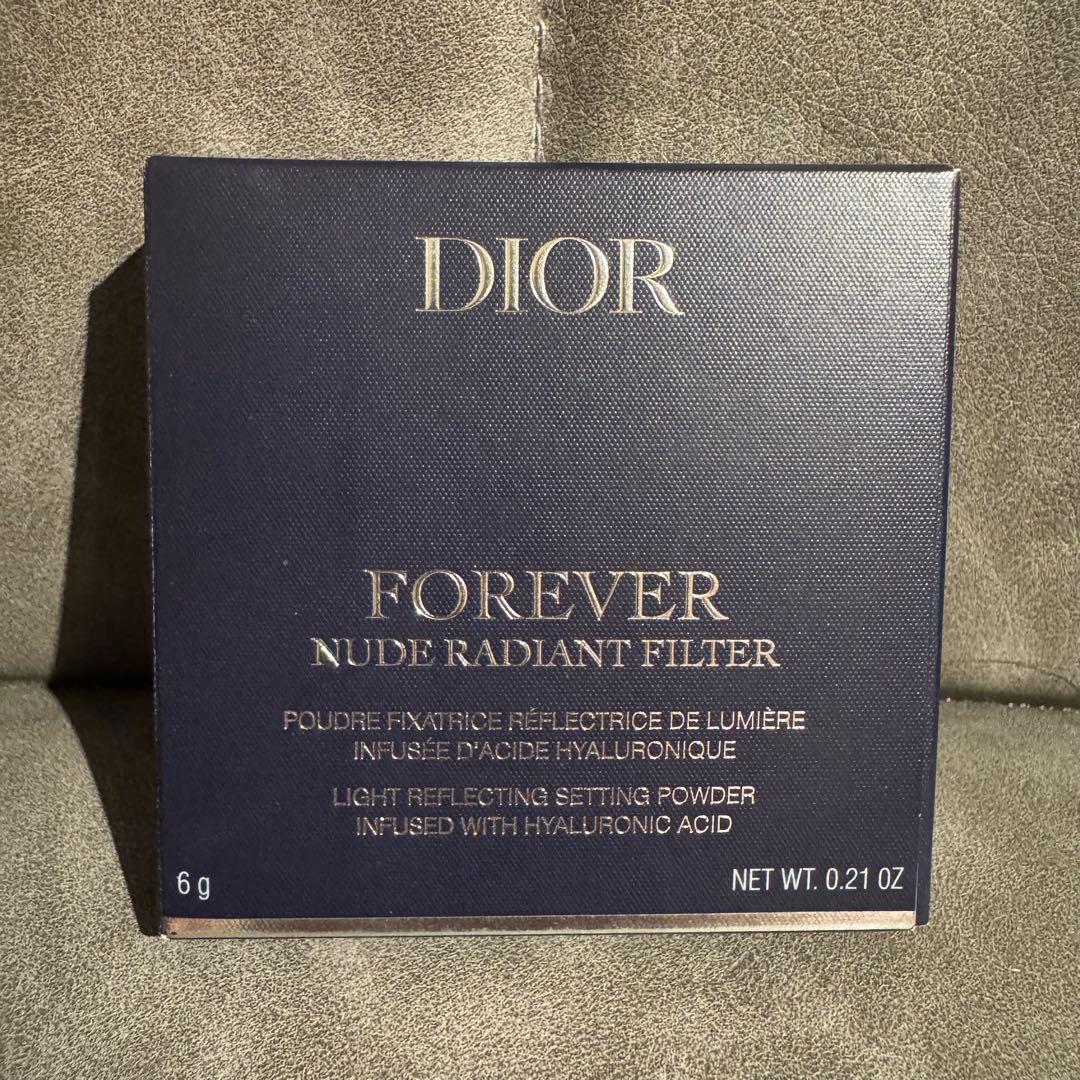 DIOR
FOREVER
NUDE RADIANT FILTER
POUDRE FIXATRICE RÉFLECTRICE DE LUMIÈRE
INFUSÉE D'ACIDE HYALURONIQUE
LIGHT REFLECTING SETTING POWDER
INFUSED WITH HYALURONIC ACID
6 g
NET WT. 0.21 OZ